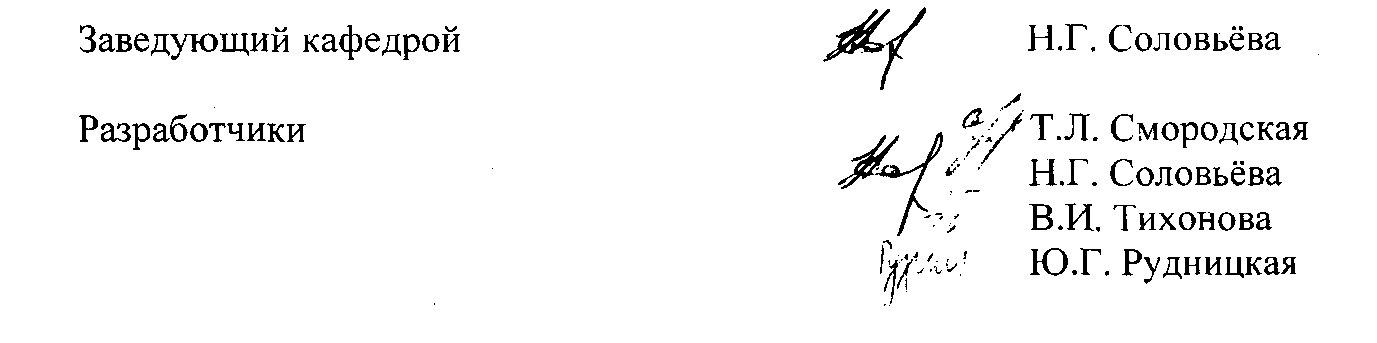 Заведующий кафедрой Н.Г. Соловьёва
Разработчики Т.Л. Смородская
Н.Г. Соловьёва
В.И. Тихонова
Ю.Г. Рудницкая